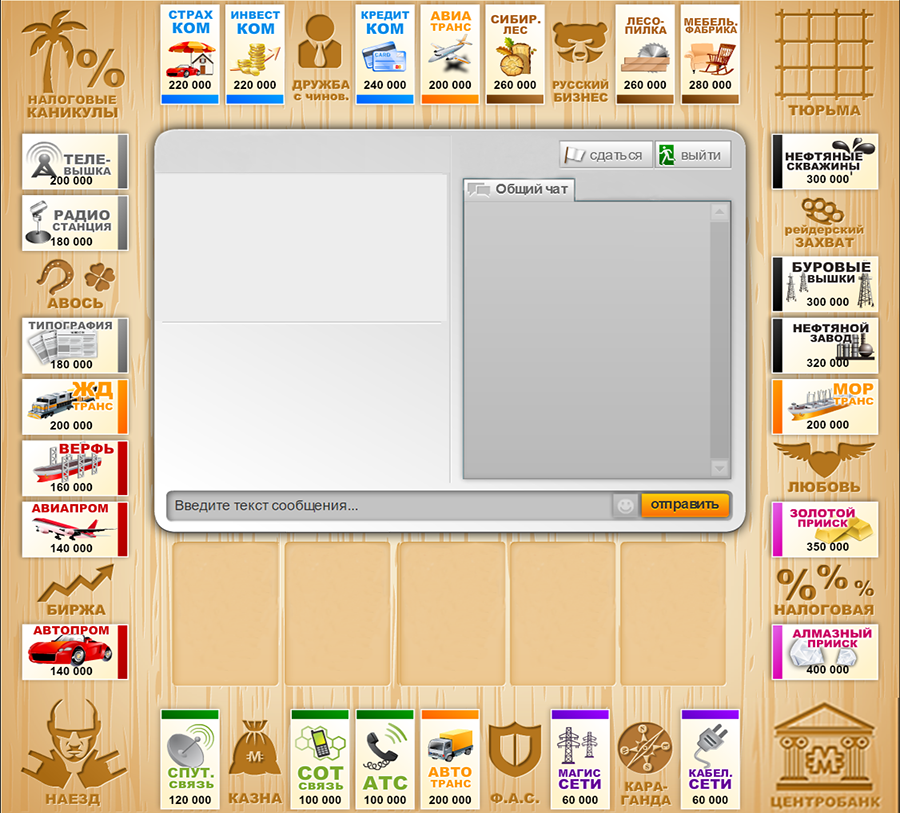 НАЛОГОВЫЕ
КАНИКУЛЫ
СТРАХ
КОМ
220 000
ИНВЕСТ
КОМ
220 000
ДРУЖБА
С ЧИНОВ.
КРЕДИТ
КОМ
240 000
АВИА
ТРАНС
200 000
СИБИР.
ЛЕС
260 000
РУССКИЙ
БИЗНЕС
ЛЕСО-
ПИЛКА
260 000
МЕБЕЛЬ.
ФАБРИКА
280 000
ТЮРЬМА
ТЕЛЕ-
ВЫШКА
200 000
РАДИО
СТАНЦИЯ
180 000
АВОСЬ
ТИПОГРАФИЯ
180 000
ЖД
ТРАНС
200 000
ВЕРФЬ
160 000
АВИАПРОМ
140 000
БИРЖА
АВТОПРОМ
140 000
сдаться
выйти
Общий чат
Введите текст сообщения...
отправить
НЕФТЯНЫЕ
СКВАЖИНЫ
300 000
рейдерский
ЗАХВАТ
БУРОВЫЕ
ВЫШКИ
300 000
НЕФТЯНОЙ
ЗАВОД
320 000
МОР
ТРАНС
200 000
ЛЮБОВЬ
ЗОЛОТОЙ
ПРИИСК
350 000
% % %
НАЛОГОВАЯ
АЛМАЗНЫЙ
ПРИИСК
400 000
НАЕЗД
СПУТ.
СВЯЗЬ
120 000
КАЗНА
СОТ
СВЯЗЬ
100 000
АТС
100 000
АВТО
ТРАНС
200 000
Ф.А.С.
МАГИС
СЕТИ
60 000
КАРА-
ГАНДА
КАБЕЛ.
СЕТИ
60 000
ЦЕНТРОБАНК